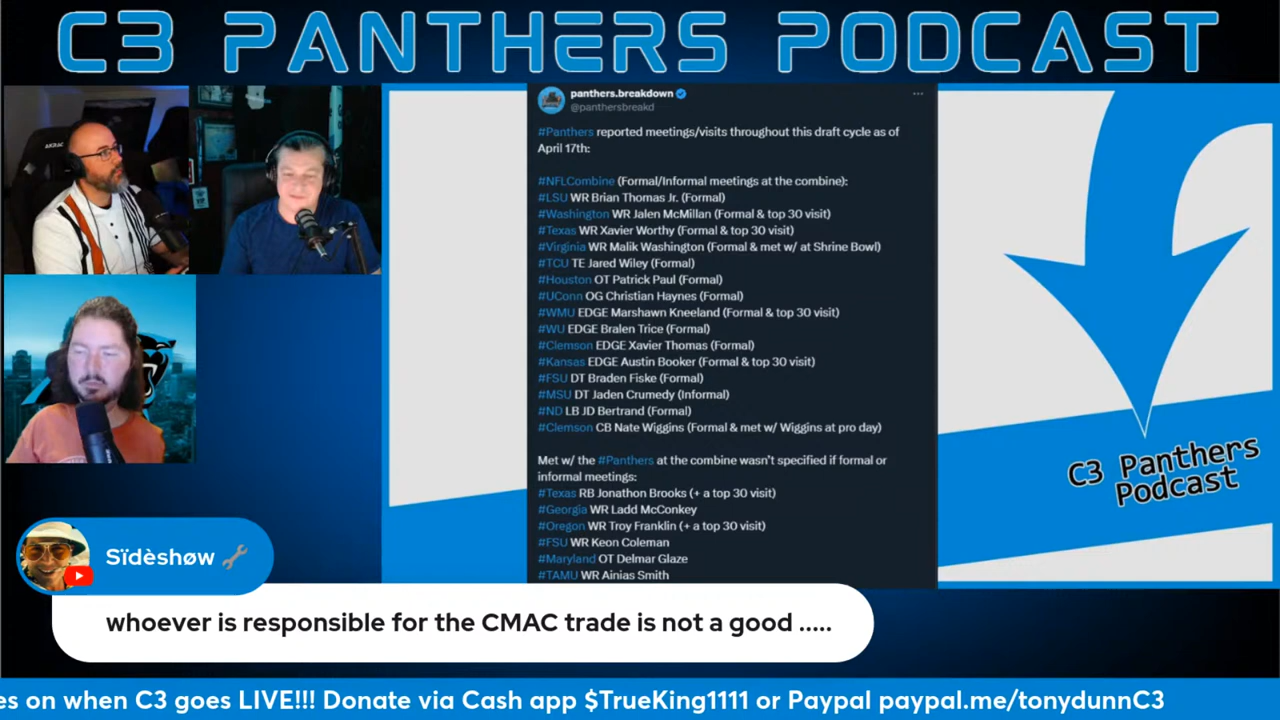 C3 PANTHERS PODCAST
panthers.breakdown
@panthersbreakd
#Panthers reported meetings/visits throughout this draft cycle as of
April 17th:
#NFLCombine (Formal/Informal meetings at the combine):
#LSU WR Brian Thomas Jr. (Formal)
#Washington WR Jalen McMillan (Formal & top 30 visit)
#Texas WR Xavier Worthy (Formal & top 30 visit)
#Virginia WR Malik Washington (Formal & met w/ at Shrine Bowl)
#TCU TE Jared Wiley (Formal)
#Houston OT Patrick Paul (Formal)
#UConn OG Christian Haynes (Formal)
#WMU EDGE Marshawn Kneeland (Formal & top 30 visit)
#WU EDGE Bralen Trice (Formal)
#Clemson EDGE Xavier Thomas (Formal)
#Kansas EDGE Austin Booker (Formal & top 30 visit)
#FSU DT Braden Fiske (Formal)
#MSU DT Jaden Crumedy (Informal)
#ND LB JD Bertrand (Formal)
#Clemson CB Nate Wiggins (Formal & met w/ Wiggins at pro day)
Met w/ the #Panthers at the combine wasn't specified if formal or
informal meetings:
#Texas RB Jonathon Brooks (+ a top 30 visit)
#Georgia WR Ladd McConkey
#Oregon WR Troy Franklin (+ a top 30 visit)
#FSU WR Keon Coleman
#Maryland OT Delmar Glaze
#TAMU WR Ainias Smith
C3 Panthers
Podcast
Sïdèshøw
whoever is responsible for the CMAC trade is not a good .....
es on when C3 goes LIVE!!! Donate via Cash app $TrueKing1111 or Paypal paypal.me/tonydunnC3